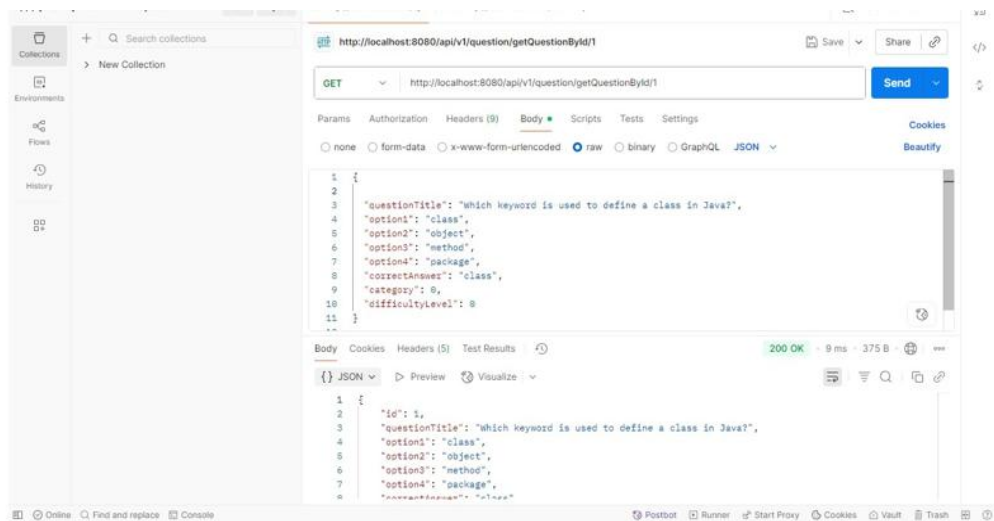 Collections
Search collections
New Collection
Environments
Flows
History
http://localhost:8080/api/v1/question/getQuestionById/1
Save
Share
GET
http://localhost:8080/api/v1/question/getQuestionById/1
Send
Params Authorization Headers (9) Body Scripts Tests Settings
Cookies
none form-data x-www-form-urlencoded raw binary GraphQL JSON
Beautify
1 {
2
3 "questionTitle": "Which keyword is used to define a class in Java?",
4 "option1": "class",
5 "option2": "object",
6 "option3": "method",
7 "option4": "package",
8 "correctAnswer": "class",
9 "category": 0,
10 "difficultyLevel": 0
11 }
Body Cookies Headers (5) Test Results
200 OK 9 ms 375 B
{} JSON Preview Visualize
1 {
2 "id": 1,
3 "questionTitle": "Which keyword is used to define a class in Java?",
4 "option1": "class",
5 "option2": "object",
6 "option3": "method",
7 "option4": "package",
8 "correctAnswer": "class"
Online Find and replace Console
Postbot Runner Start Proxy Cookies Vault Trash